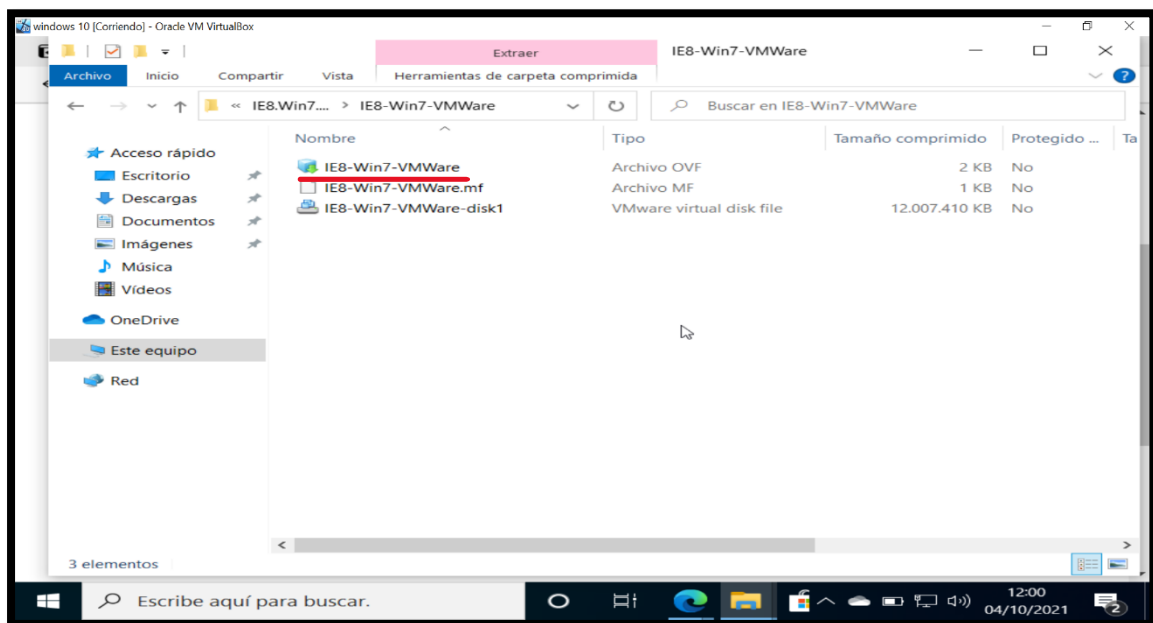 windows 10 [Corriendo] - Oracle VM VirtualBox
Extraer
IE8-Win7-VMWare
Archivo Inicio Compartir Vista Herramientas de carpeta comprimida
« IE8.Win7.... > IE8-Win7-VMWare
Buscar en IE8-Win7-VMWare
Nombre Tipo Tamaño comprimido Protegido ... Ta
Acceso rápido
Escritorio
Descargas
Documentos
Imágenes
Música
Vídeos
OneDrive
Este equipo
Red
IE8-Win7-VMWare Archivo OVF 2 KB No
IE8-Win7-VMWare.mf Archivo MF 1 KB No
IE8-Win7-VMWare-disk1 VMware virtual disk file 12.007.410 KB No
3 elementos
Escribe aquí para buscar.
12:00
04/10/2021
2